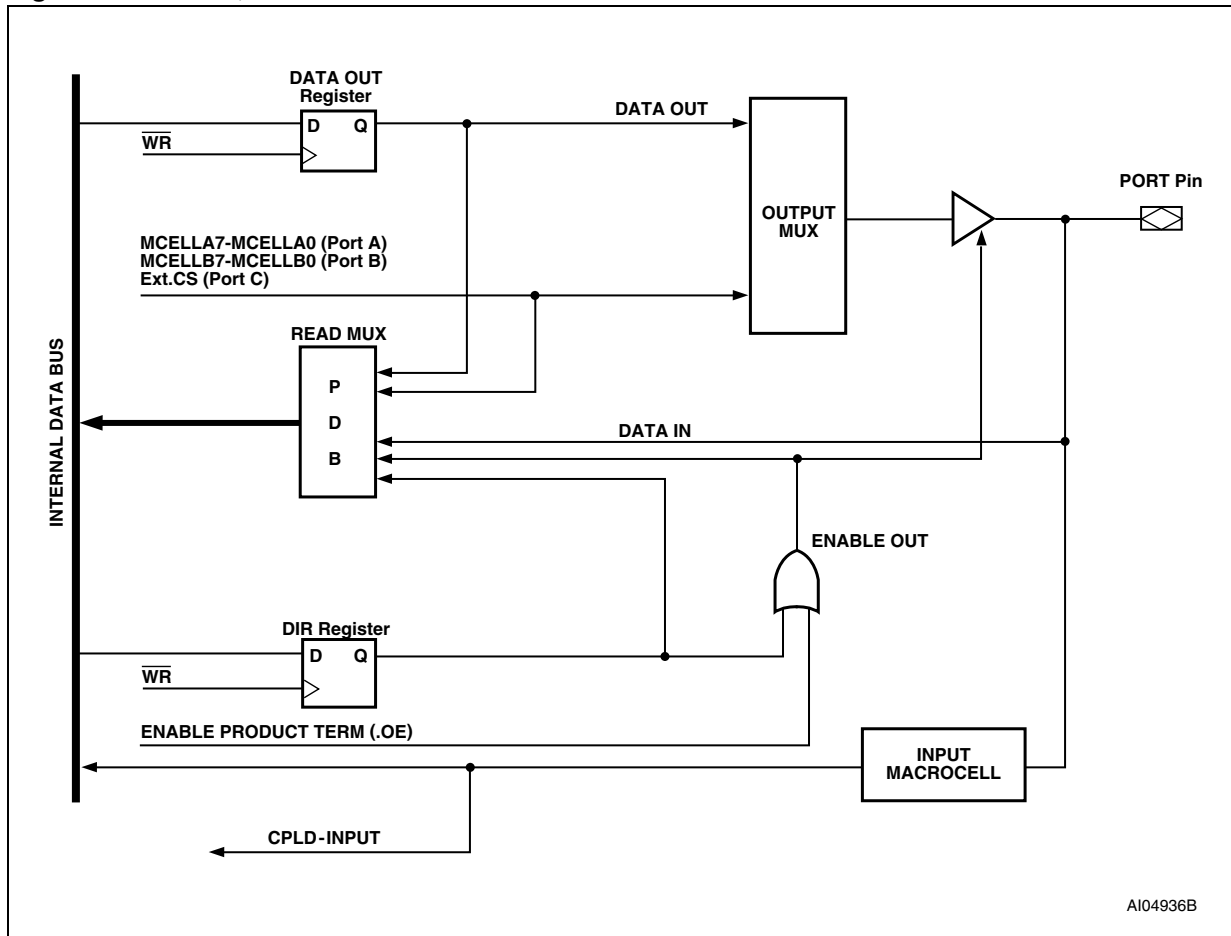 DATA OUT
Register
D Q
WR
DATA OUT
OUTPUT
MUX
PORT Pin
MCELLA7-MCELLA0 (Port A)
MCELLB7-MCELLB0 (Port B)
Ext.CS (Port C)
READ MUX
P
D
B
DATA IN
INTERNAL DATA BUS
ENABLE OUT
DIR Register
D Q
WR
ENABLE PRODUCT TERM (.OE)
INPUT
MACROCELL
CPLD-INPUT
AI04936B